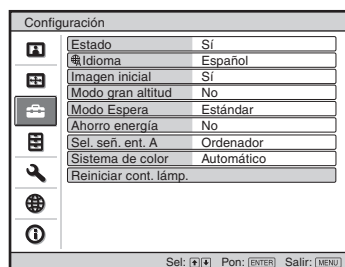 Configuración
Estado Sí
Idioma Español
Imagen inicial Sí
Modo gran altitud No
Modo Espera Estándar
Ahorro energía No
Sel. señ. ent. A Ordenador
Sistema de color Automático
Reiniciar cont. lámp.
Sel: Pon: ENTER Salir: MENU